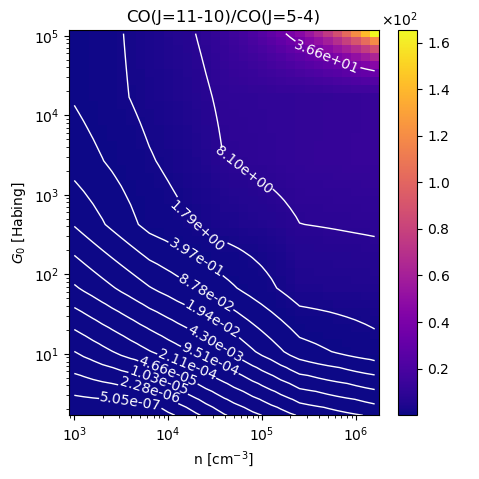 CO(J=11-10)/CO(J=5-4)
×10²
10⁵
10⁴
10³
10²
10¹
G₀ [Habing]
3.66e+01
8.10e+00
1.79e+00
3.97e-01
8.78e-02
1.94e-02
4.30e-03
9.51e-04
2.11e-04
4.66e-05
1.03e-05
2.28e-06
5.05e-07
10³
10⁴
10⁵
10⁶
n [cm⁻³]
1.6
1.4
1.2
1.0
0.8
0.6
0.4
0.2